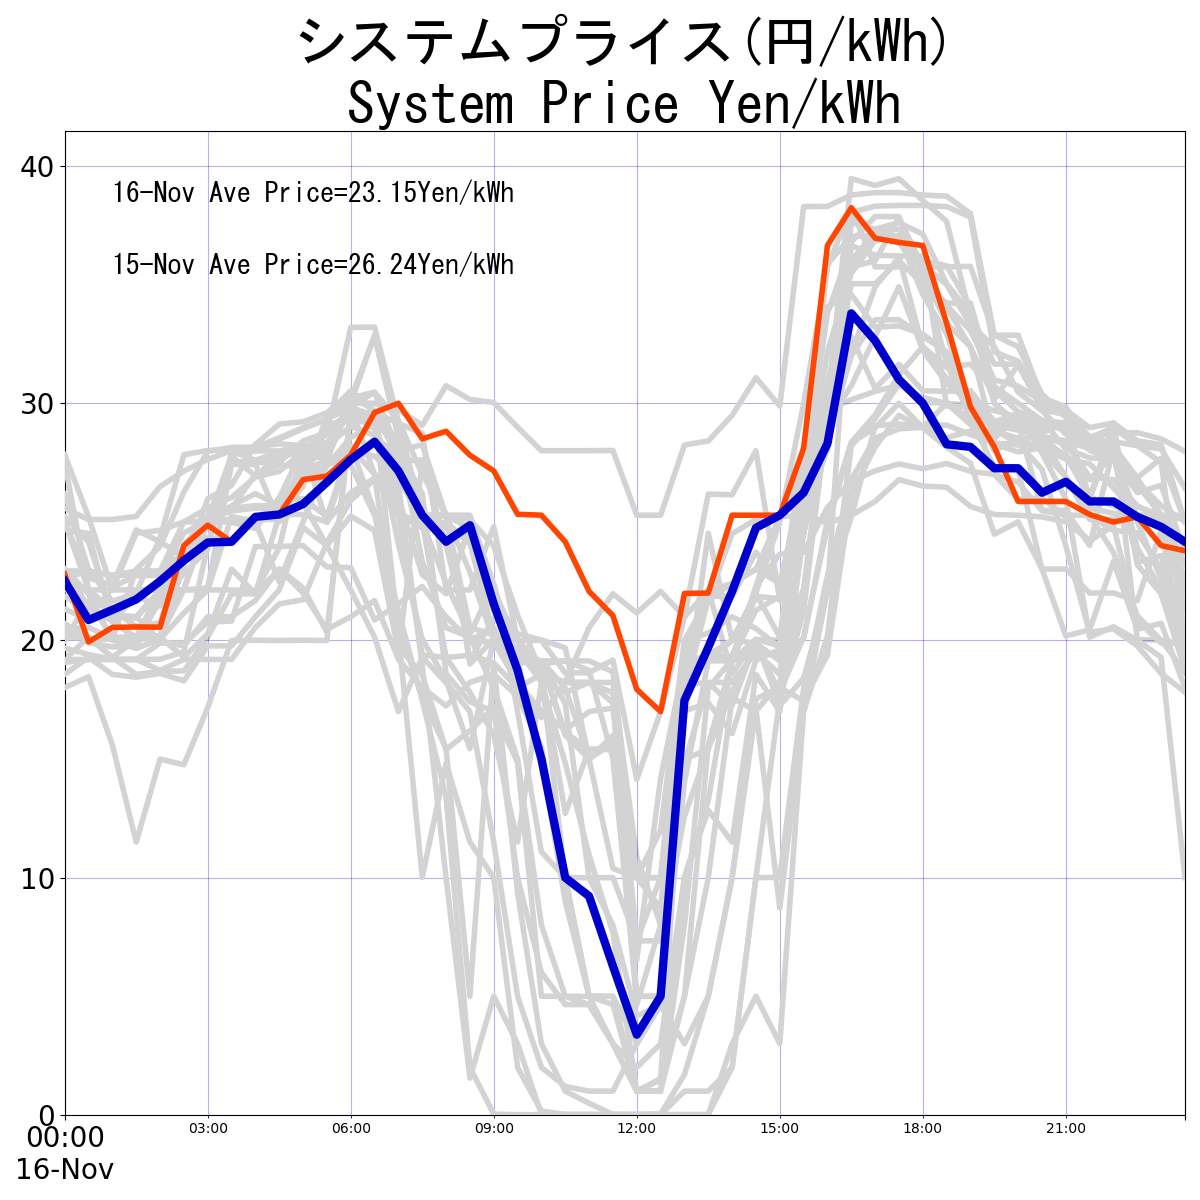 システムプライス(円/kWh)
System Price Yen/kWh
16-Nov Ave Price=23.15Yen/kWh
15-Nov Ave Price=26.24Yen/kWh
40
30
20
10
0
00:00 03:00 06:00 09:00 12:00 15:00 18:00 21:00
16-Nov